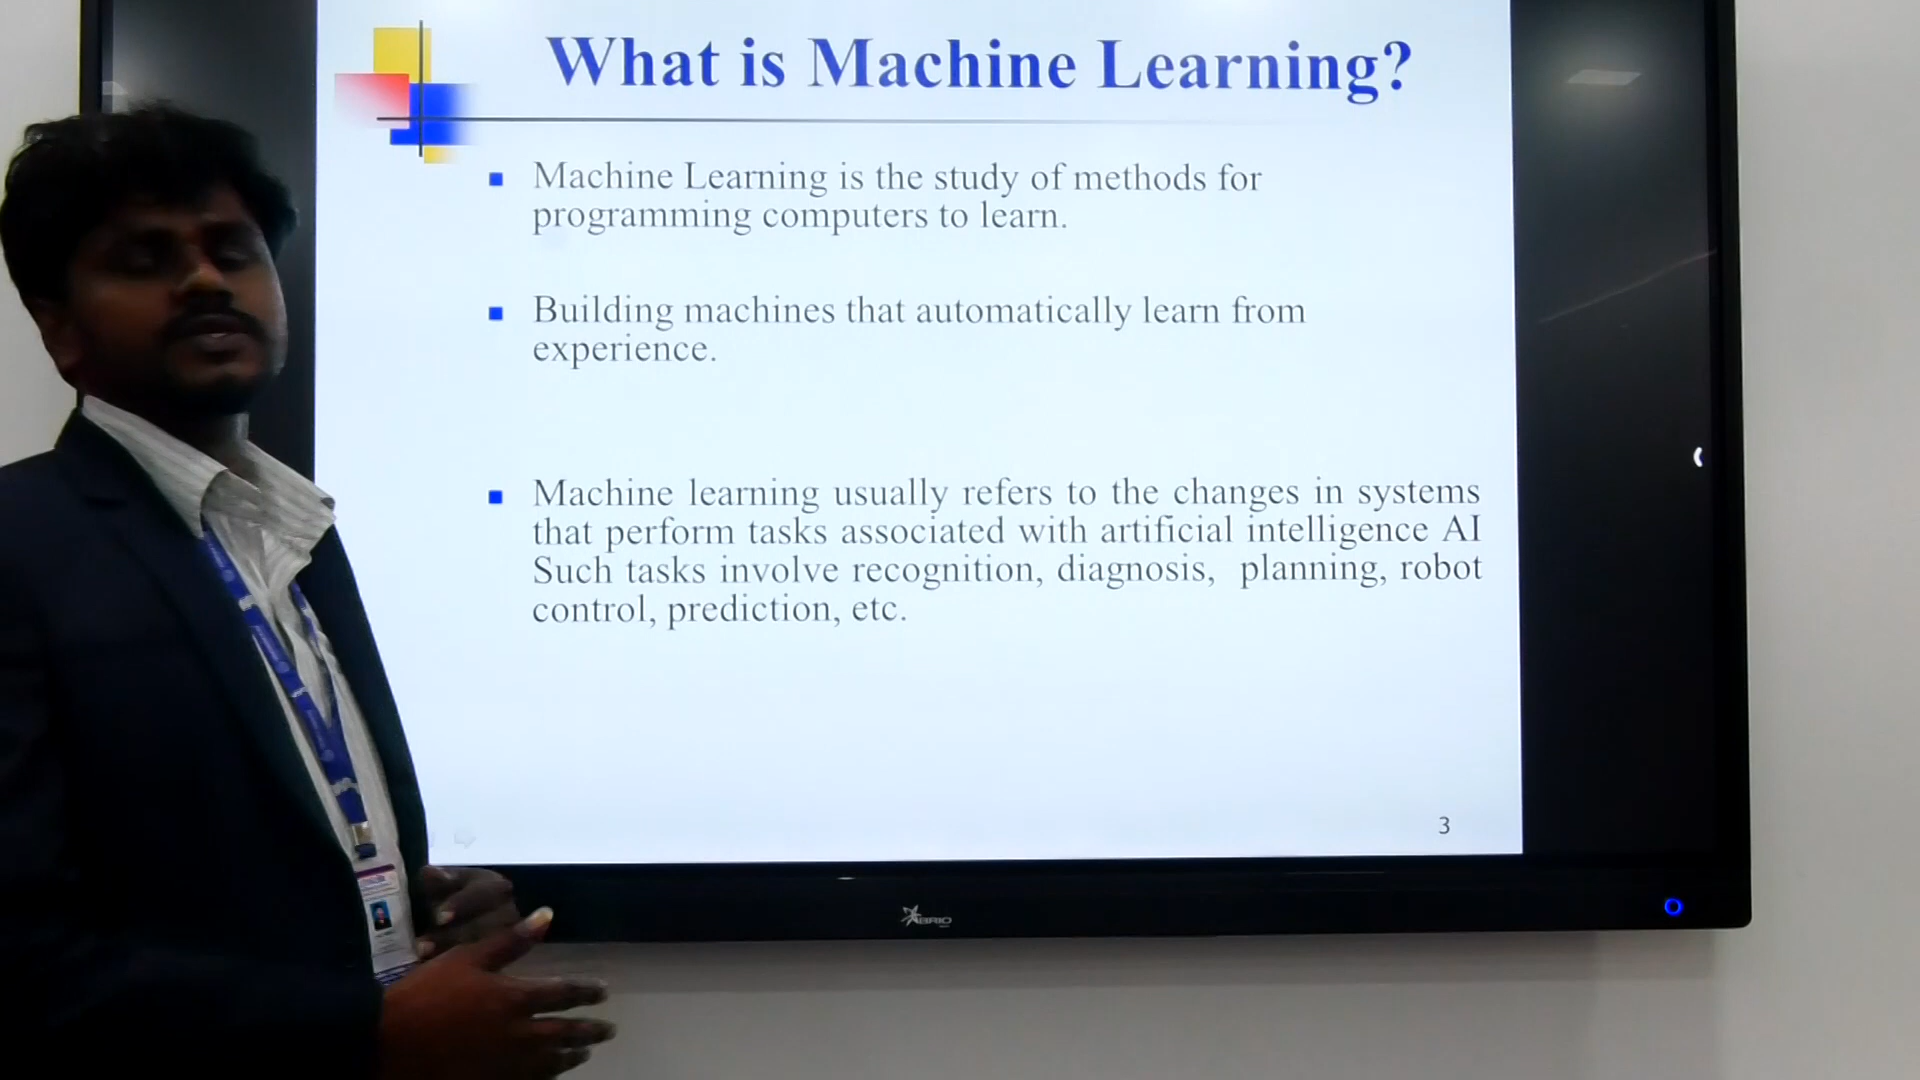 What is Machine Learning?
Machine Learning is the study of methods for
programming computers to learn.
Building machines that automatically learn from
experience.
Machine learning usually refers to the changes in systems
that perform tasks associated with artificial intelligence AI
Such tasks involve recognition, diagnosis, planning, robot
control, prediction, etc.
3
BRIO